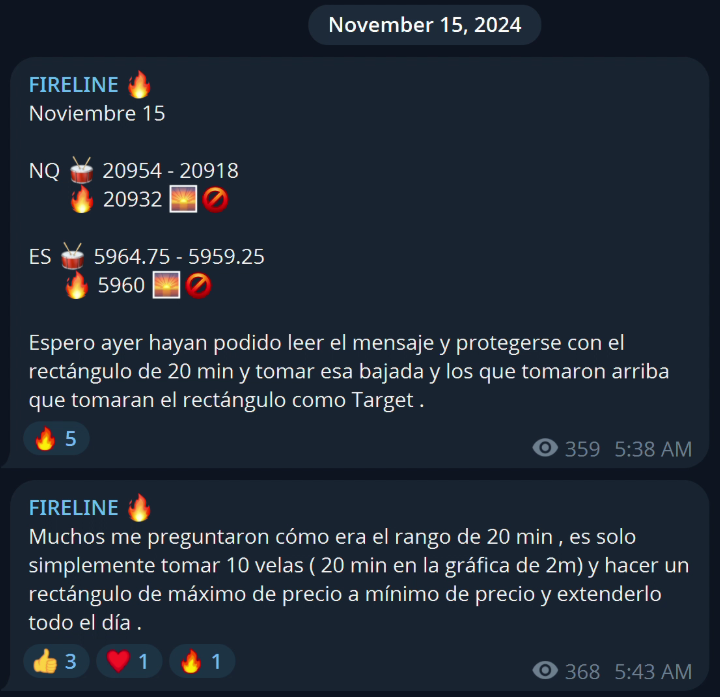 November 15, 2024
FIRELINE 🔥
Noviembre 15
NQ 🥁 20954 - 20918
🔥 20932 🌅🚫
ES 🥁 5964.75 - 5959.25
🔥 5960 🌅🚫
Espero ayer hayan podido leer el mensaje y protegerse con el
rectángulo de 20 min y tomar esa bajada y los que tomaron arriba
que tomaran el rectángulo como Target .
🔥 5
359 5:38 AM
FIRELINE 🔥
Muchos me preguntaron cómo era el rango de 20 min , es solo
simplemente tomar 10 velas ( 20 min en la gráfica de 2m) y hacer un
rectángulo de máximo de precio a mínimo de precio y extenderlo
todo el día .
👍 3 ❤️ 1 🔥 1
368 5:43 AM